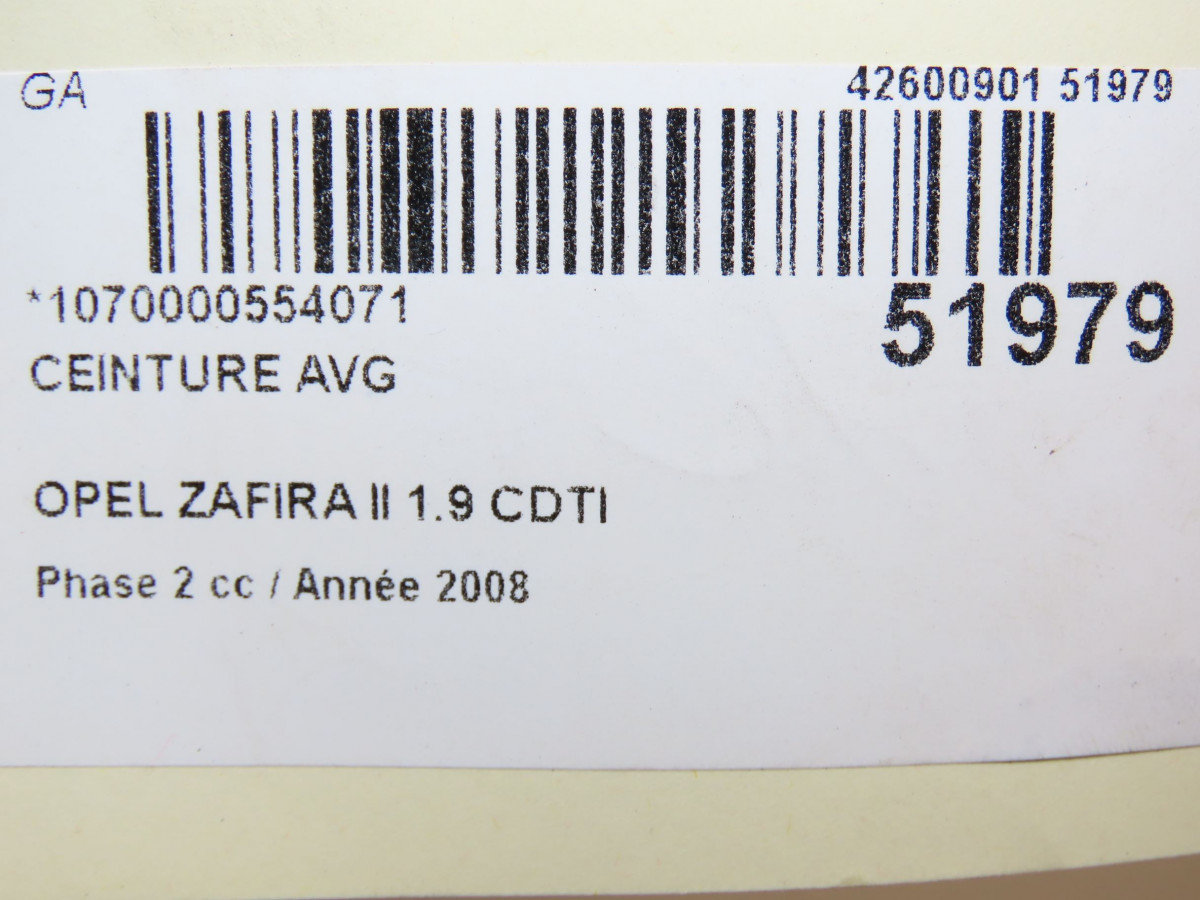 GA 42600901 51979
*1070000554071
51979
CEINTURE AVG
OPEL ZAFIRA II 1.9 CDTI
Phase 2 cc / Année 2008